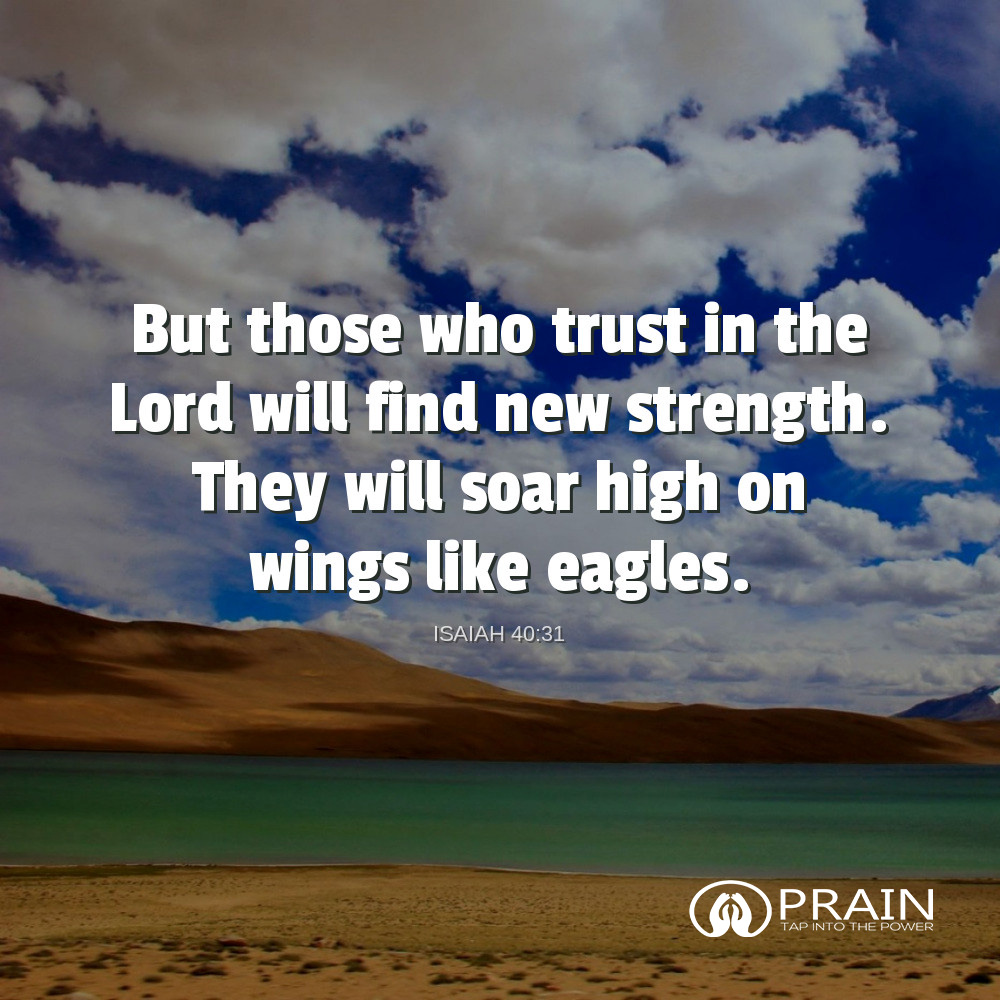 But those who trust in the
Lord will find new strength.
They will soar high on
wings like eagles.
ISAIAH 40:31
PRAIN
TAP INTO THE POWER